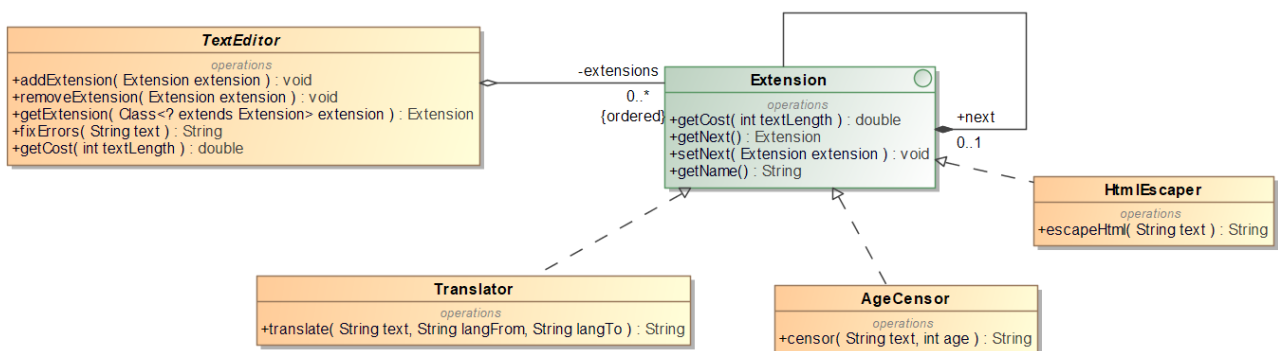 TextEditor
operations
+addExtension( Extension extension ) : void
+removeExtension( Extension extension ) : void
+getExtension( Class<? extends Extension> extension ) : Extension
+fixErrors( String text ) : String
+getCost( int textLength ) : double
-extensions
0..*
{ordered}
Extension
operations
+getCost( int textLength ) : double
+getNext() : Extension
+setNext( Extension extension ) : void
+getName() : String
+next
0..1
HtmlEscaper
operations
+escapeHtml( String text ) : String
Translator
operations
+translate( String text, String langFrom, String langTo ) : String
AgeCensor
operations
+censor( String text, int age ) : String